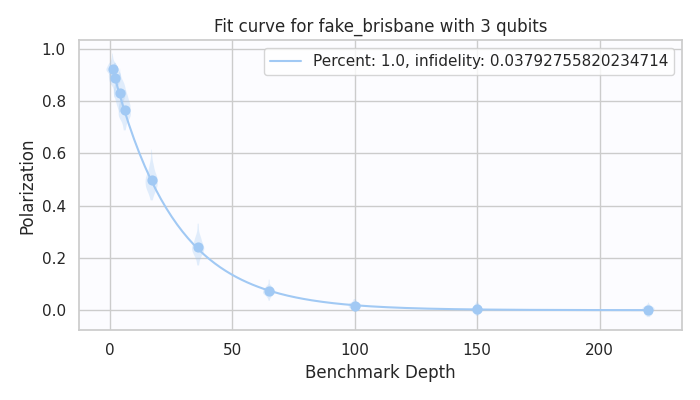 Fit curve for fake_brisbane with 3 qubits
Percent: 1.0, infidelity: 0.03792755820234714
Polarization
1.0
0.8
0.6
0.4
0.2
0.0
0
50
100
150
200
Benchmark Depth